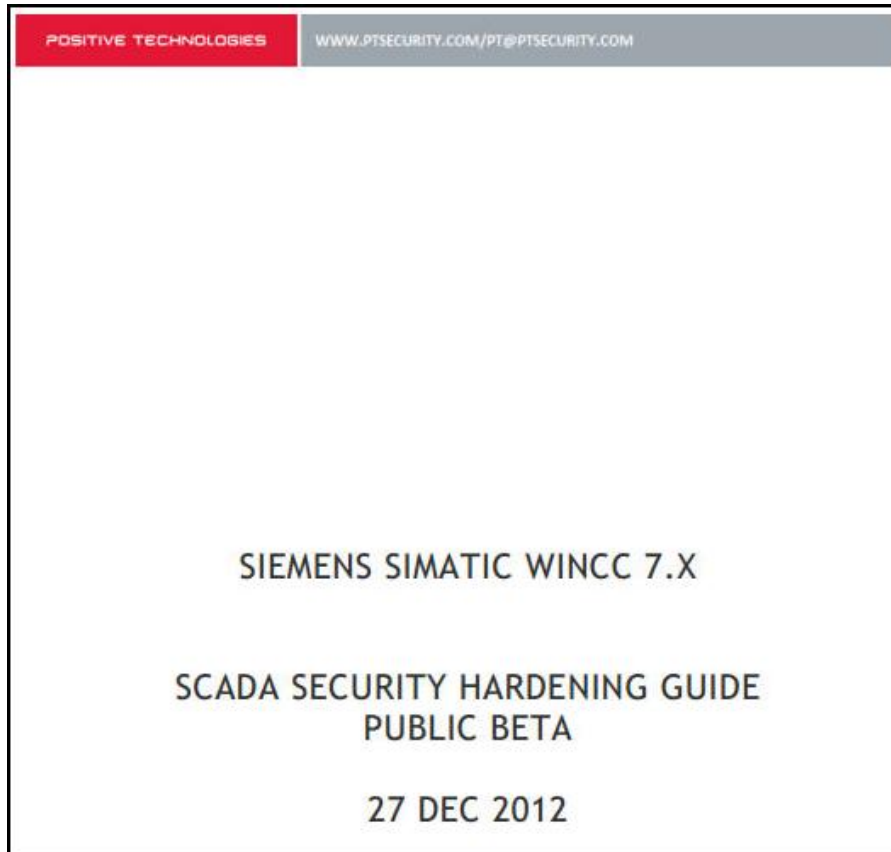 POSITIVE TECHNOLOGIES
WWW.PTSECURITY.COM/PT@PTSECURITY.COM
SIEMENS SIMATIC WINCC 7.X
SCADA SECURITY HARDENING GUIDE
PUBLIC BETA
27 DEC 2012